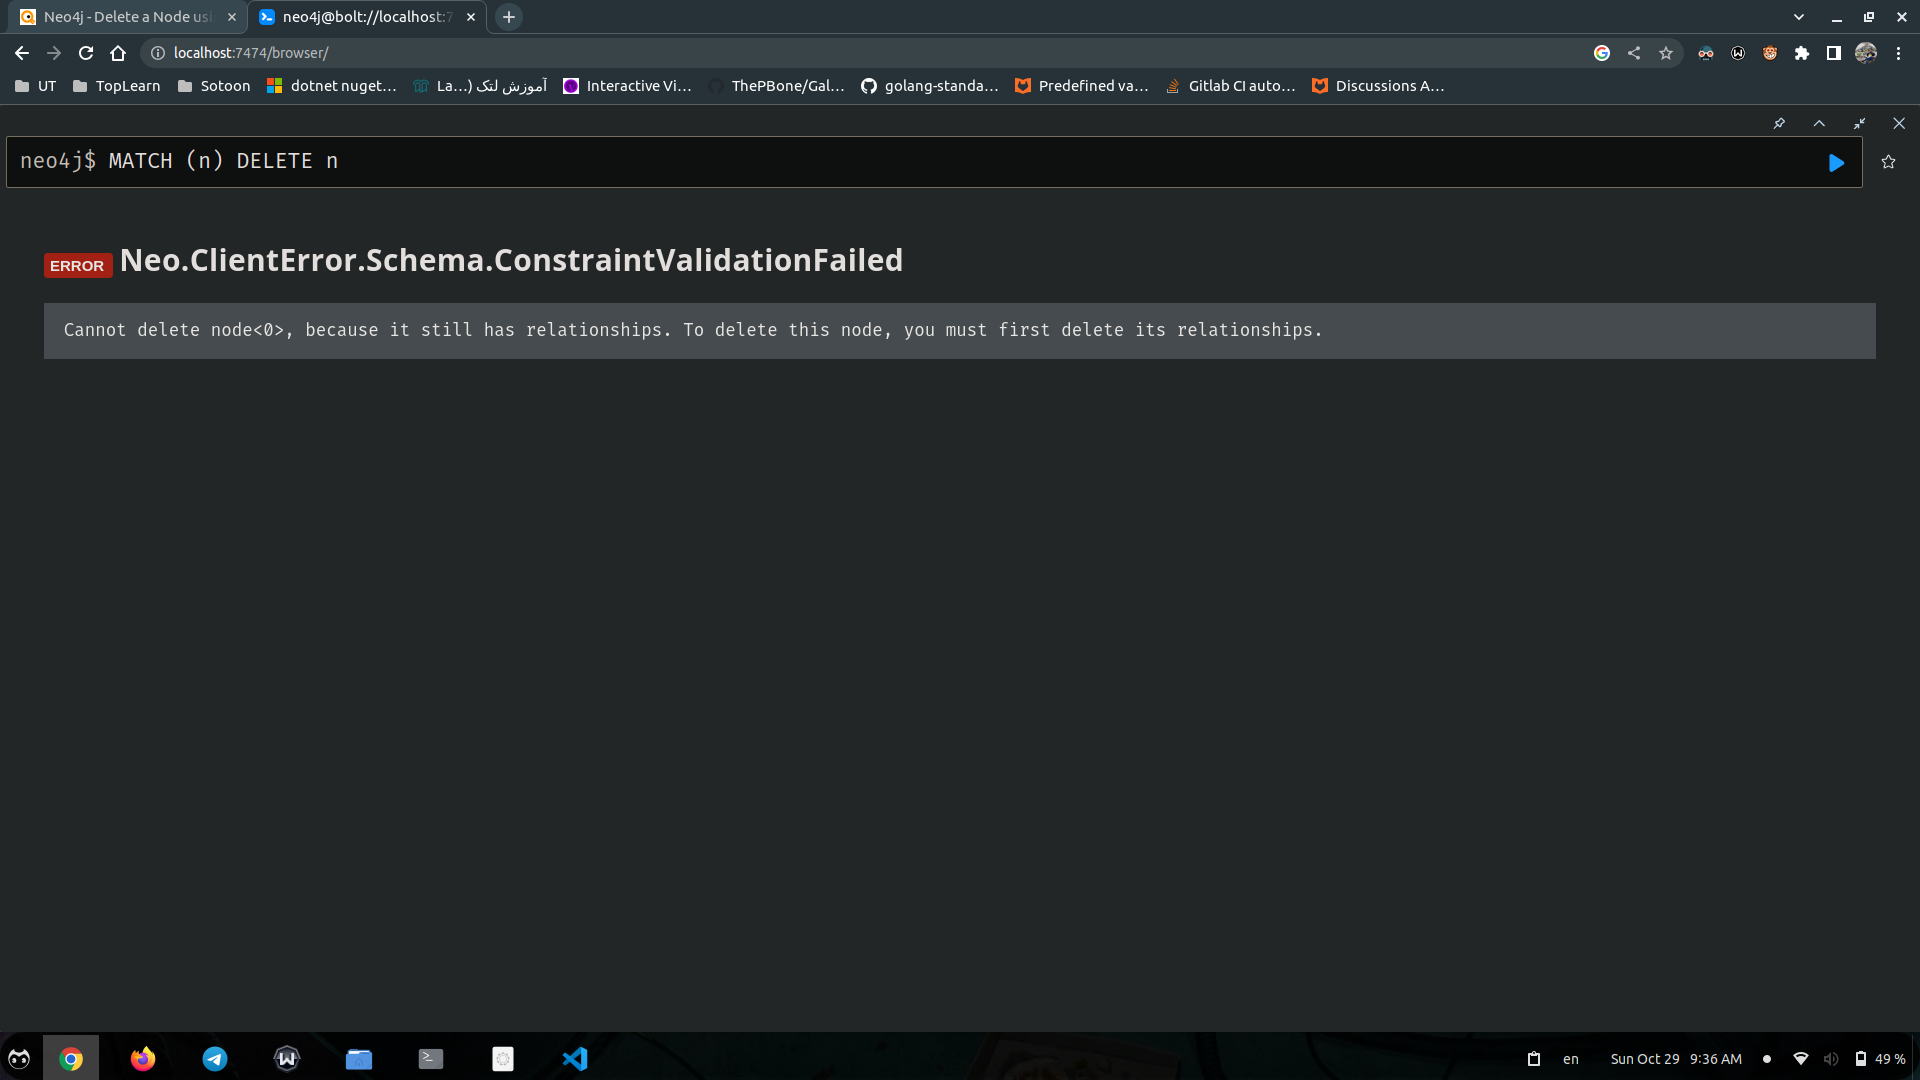 Neo4j - Delete a Node usi
neo4j@bolt://localhost:7
localhost:7474/browser/
UT
TopLearn
Sotoon
dotnet nuget...
آموزش لتک (...La
Interactive Vi...
ThePBone/Gal...
golang-standa...
Predefined va...
Gitlab CI auto...
Discussions A...
neo4j$ MATCH (n) DELETE n
ERROR Neo.ClientError.Schema.ConstraintValidationFailed
Cannot delete node<0>, because it still has relationships. To delete this node, you must first delete its relationships.
en
Sun Oct 29 9:36 AM
49 %